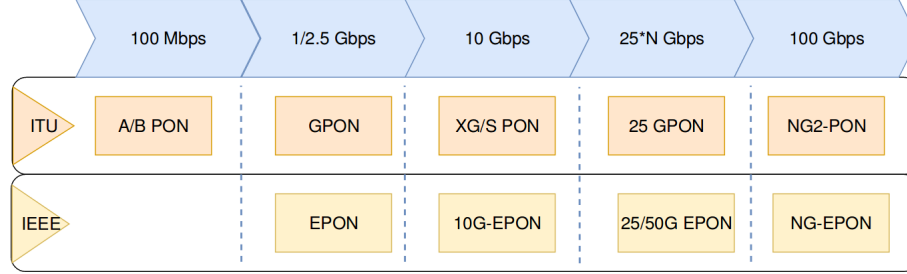 100 Mbps
1/2.5 Gbps
10 Gbps
25*N Gbps
100 Gbps
ITU
A/B PON
GPON
XG/S PON
25 GPON
NG2-PON
IEEE
EPON
10G-EPON
25/50G EPON
NG-EPON